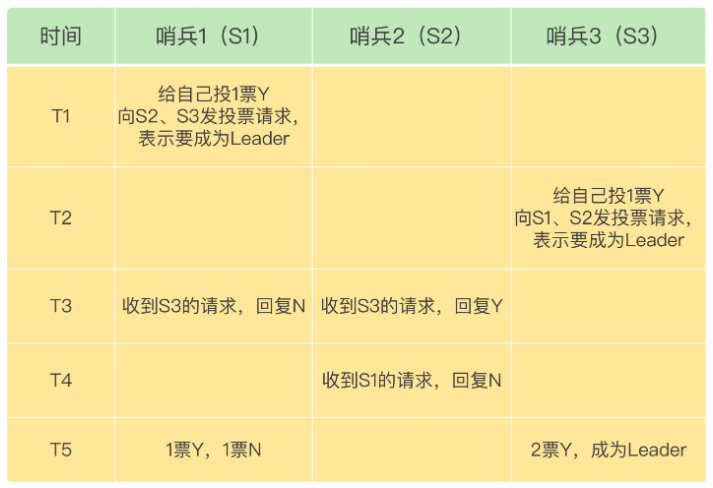 时间 哨兵1（S1） 哨兵2（S2） 哨兵3（S3）
T1
给自己投1票Y
向S2、S3发投票请求，
表示要成为Leader
T2
给自己投1票Y
向S1、S2发投票请求，
表示要成为Leader
T3 收到S3的请求，回复N 收到S3的请求，回复Y
T4 收到S1的请求，回复N
T5 1票Y，1票N 2票Y，成为Leader